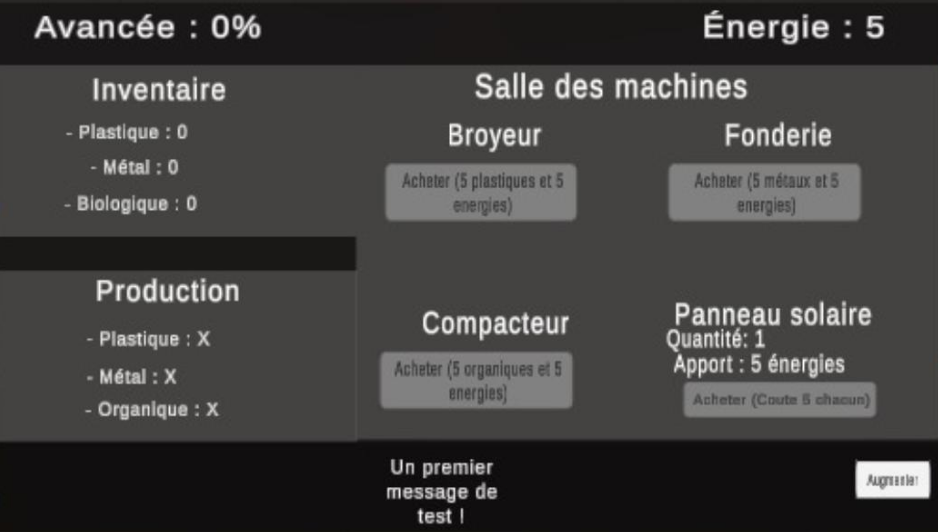 Avancée : 0%
Énergie : 5
Inventaire
- Plastique : 0
- Métal : 0
- Biologique : 0
Production
- Plastique : X
- Métal : X
- Organique : X
Salle des machines
Broyeur
Acheter (5 plastiques et 5
energies)
Fonderie
Acheter (5 métaux et 5
energies)
Compacteur
Acheter (5 organiques et 5
energies)
Panneau solaire
Quantité: 1
Apport : 5 énergies
Acheter (Coute 5 chacun)
Un premier
message de
test !
Augmenter